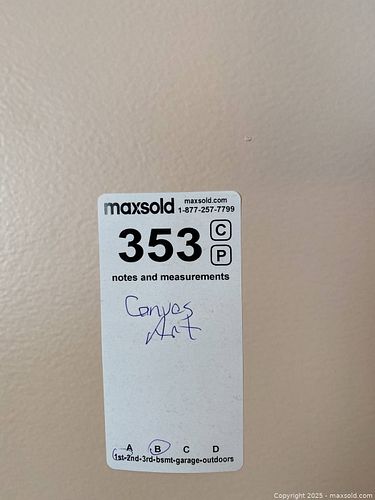 maxsold maxsold.com
1-877-257-7799
353 C
P
notes and measurements
Canvas
Art
A B C D
1st-2nd-3rd-bsmt-garage-outdoors
Copyright 2025 - maxsold.com